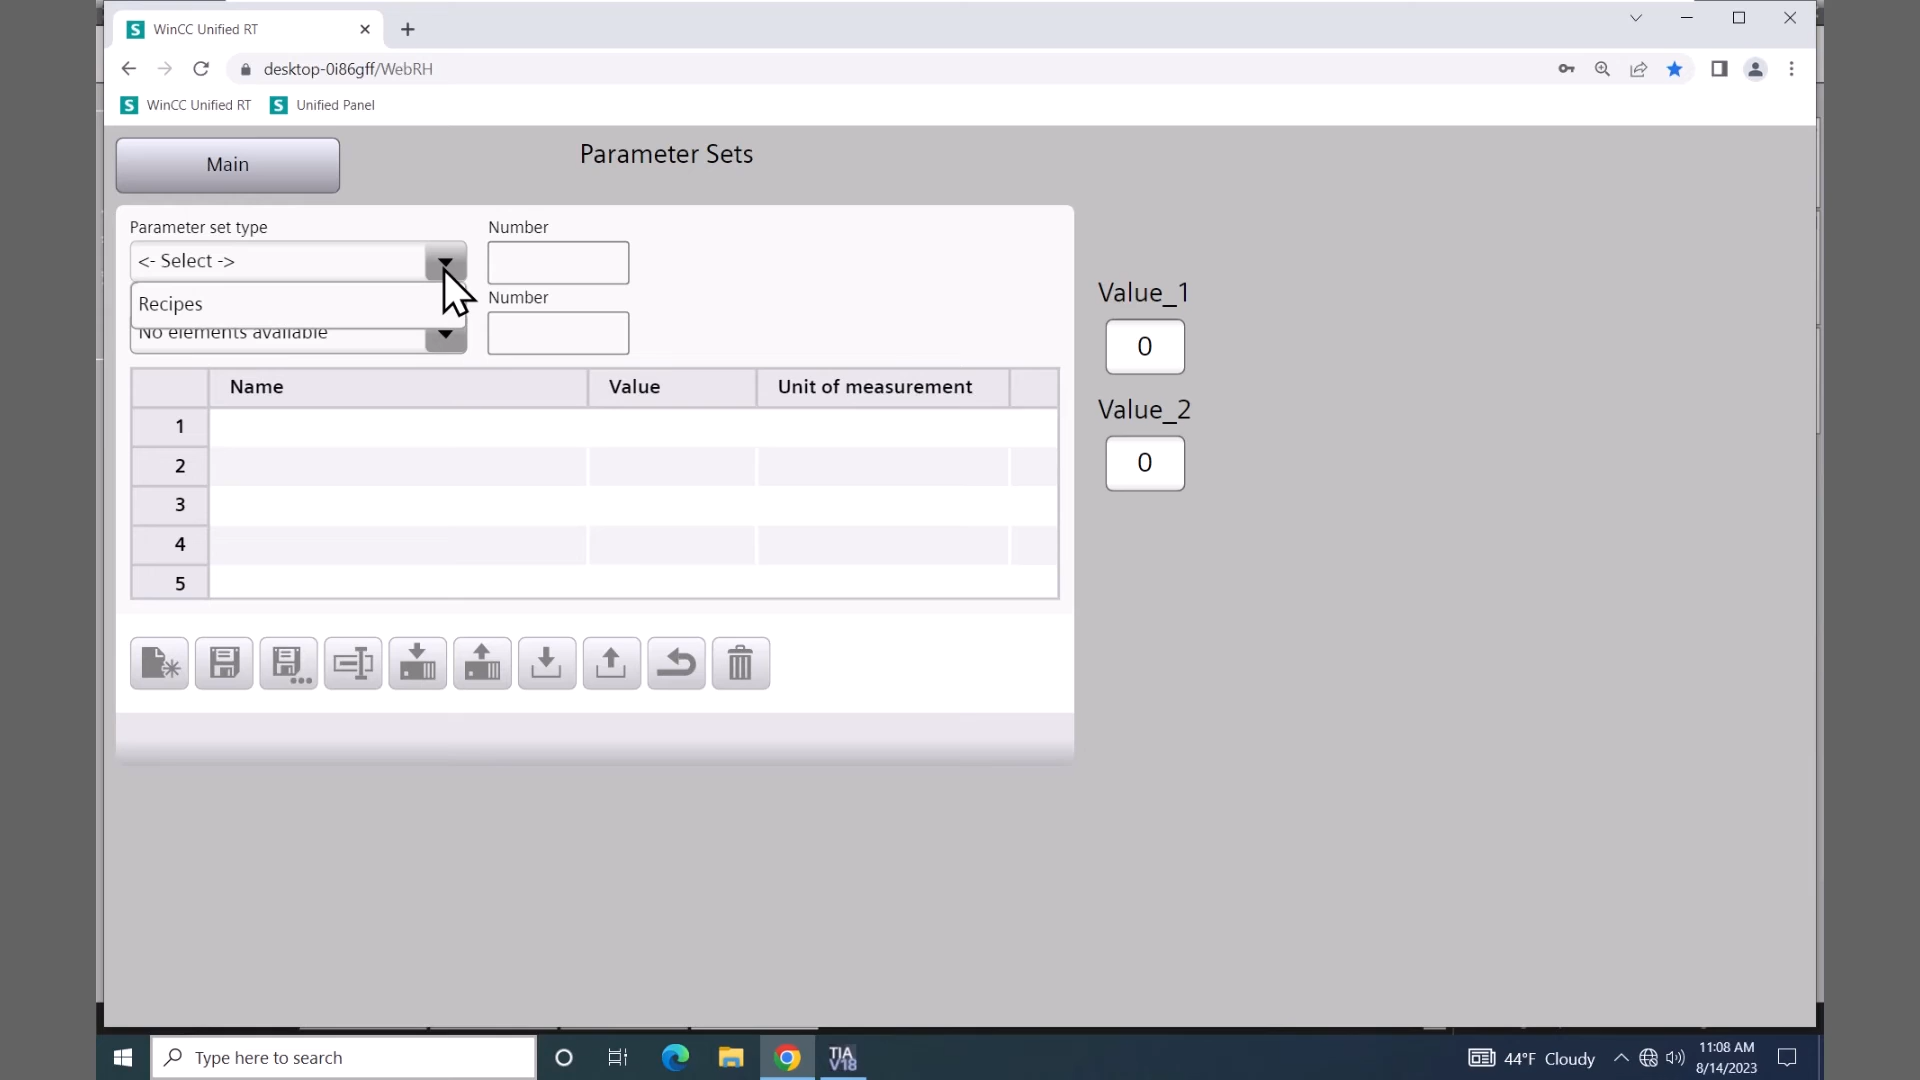 WinCC Unified RT
desktop-0i86gff/WebRH
WinCC Unified RT
Unified Panel
Main
Parameter Sets
Parameter set type
Number
<- Select ->
Recipes
Number
No elements available
Value_1
0
Value_2
0
Name
Value
Unit of measurement
1
2
3
4
5
Type here to search
TIA
V18
44°F Cloudy
11:08 AM
8/14/2023